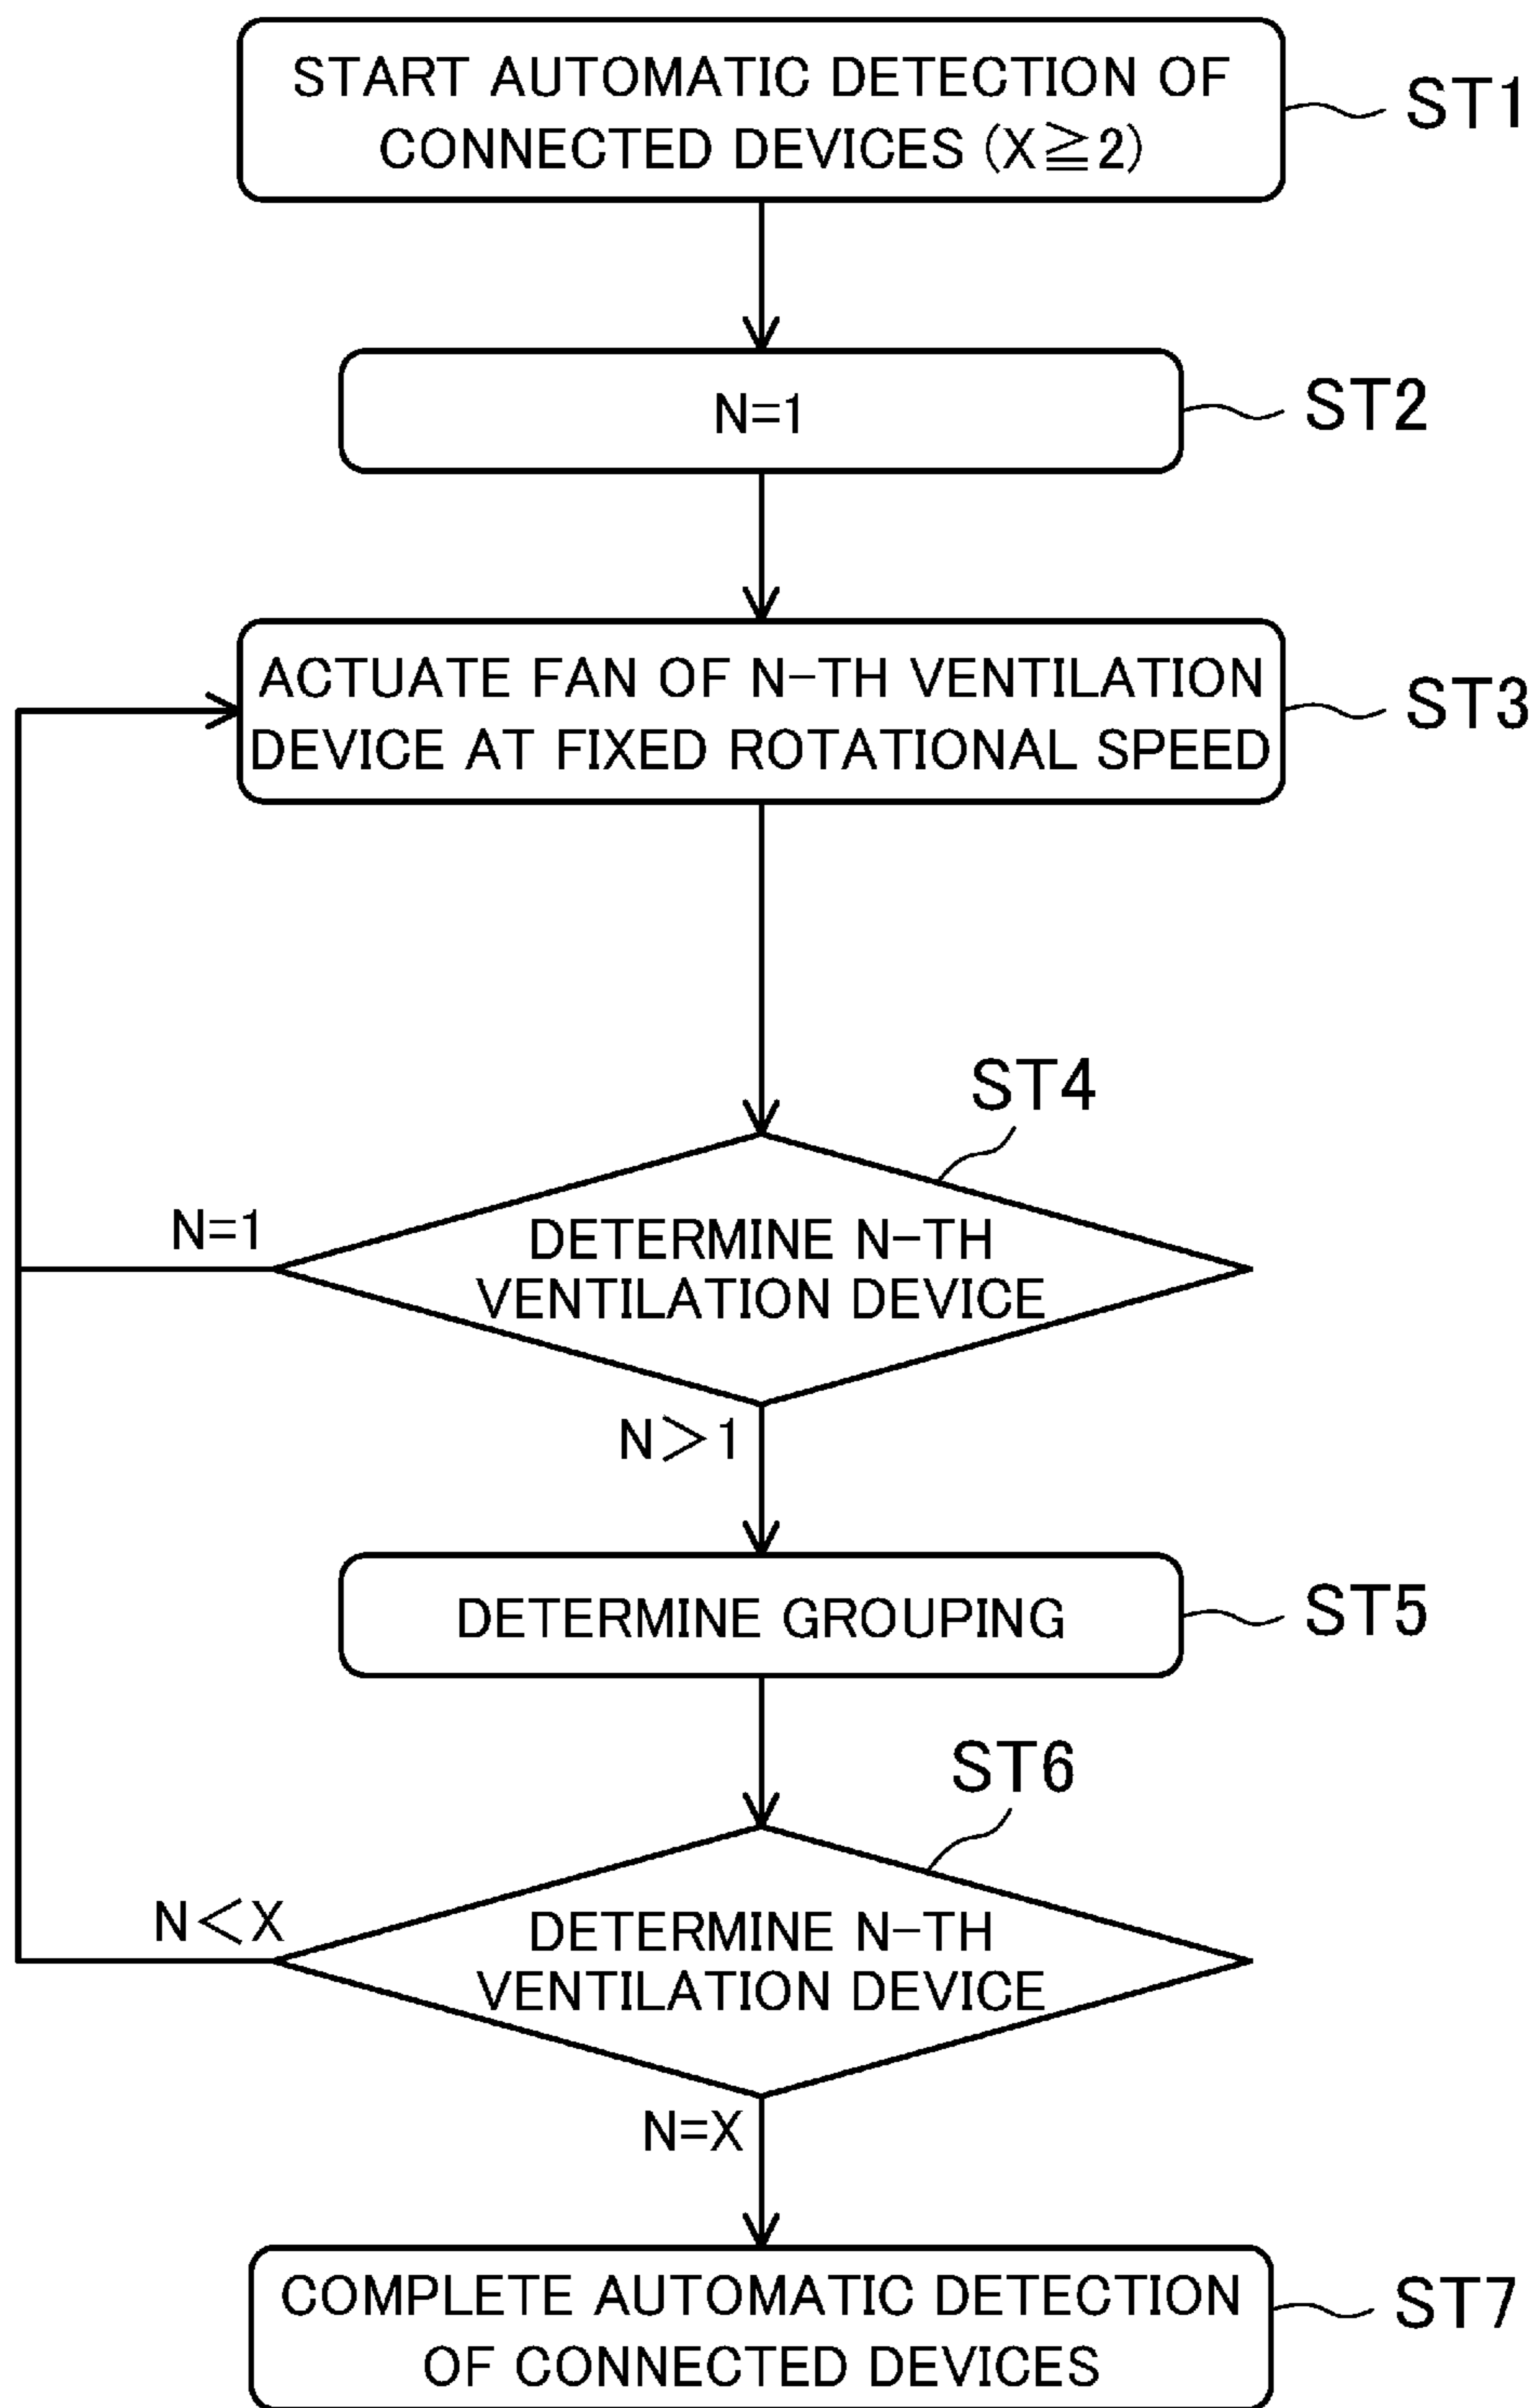 START AUTOMATIC DETECTION OF
CONNECTED DEVICES (X≧2)
ST1
N=1
ST2
ACTUATE FAN OF N-TH VENTILATION
DEVICE AT FIXED ROTATIONAL SPEED
ST3
ST4
N=1
DETERMINE N-TH
VENTILATION DEVICE
N>1
DETERMINE GROUPING
ST5
ST6
N<X
DETERMINE N-TH
VENTILATION DEVICE
N=X
COMPLETE AUTOMATIC DETECTION
OF CONNECTED DEVICES
ST7